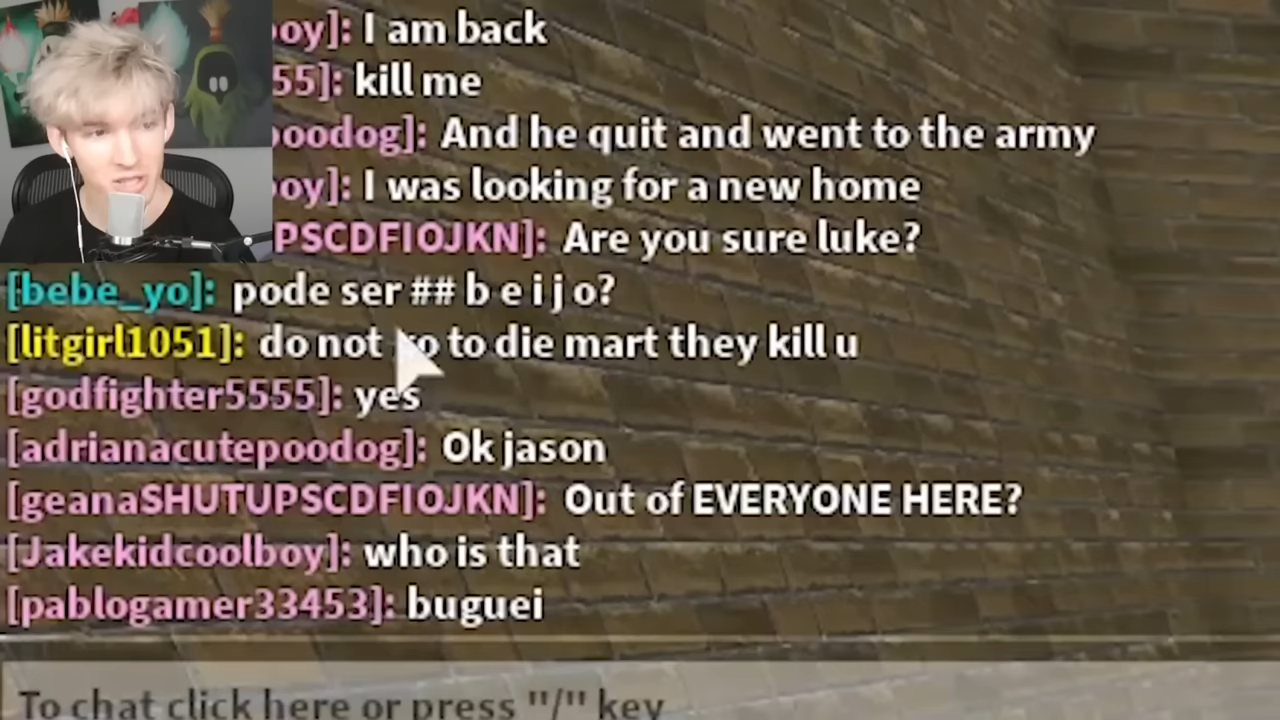 oy]: I am back
55]: kill me
poodog]: And he quit and went to the army
oy]: I was looking for a new home
PSCDFIOJKN]: Are you sure luke?
[bebe_yo]: pode ser ## b e i j o?
[litgirl1051]: do not to die mart they kill u
[godfighter5555]: yes
[adrianacutepoodog]: Ok jason
[geanaSHUTUPSCDFIOJKN]: Out of EVERYONE HERE?
[Jakekidcoolboy]: who is that
[pablogamer33453]: buguei
To chat click here or press "/" key